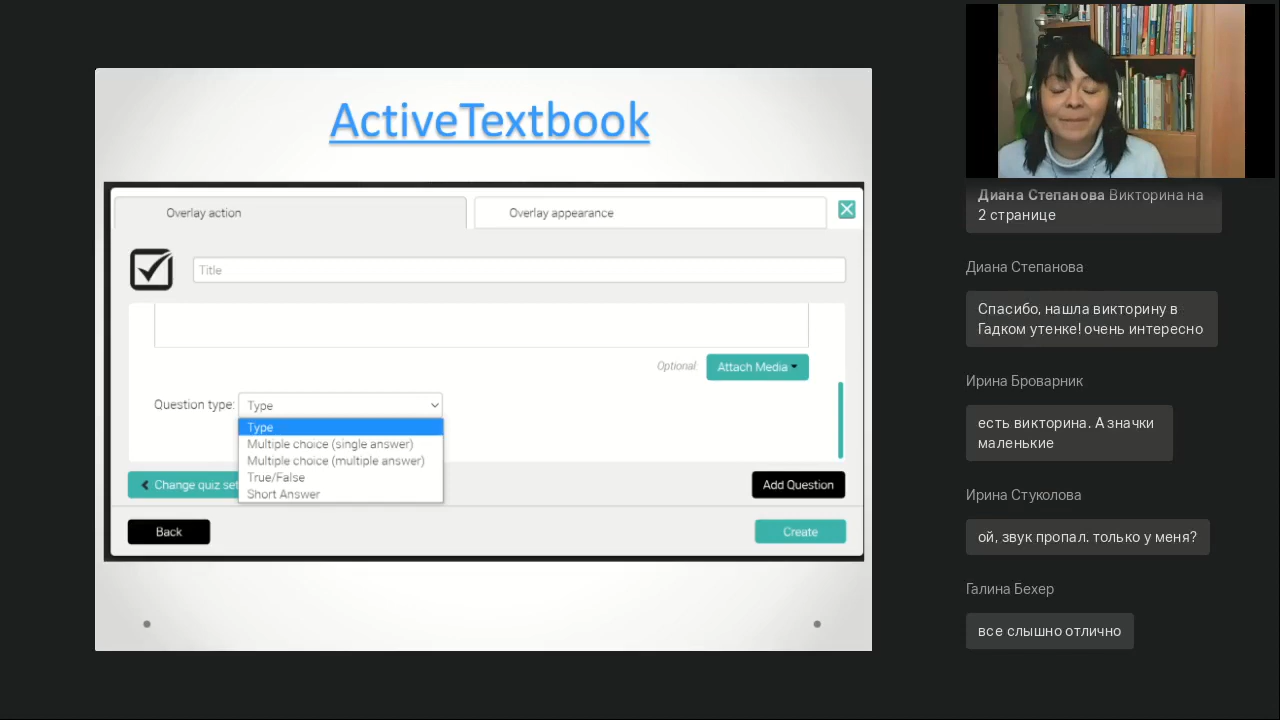 ActiveTextbook
Overlay action
Overlay appearance
Title
Optional:
Attach Media
Question type:
Type
Type
Multiple choice (single answer)
Multiple choice (multiple answer)
True/False
Short Answer
Change quiz set
Add Question
Back
Create
Диана Степанова Викторина на
2 странице
Диана Степанова
Спасибо, нашла викторину в
Гадком утенке! очень интересно
Ирина Броварник
есть викторина. А значки
маленькие
Ирина Стуколова
ой, звук пропал. только у меня?
Галина Бехер
все слышно отлично